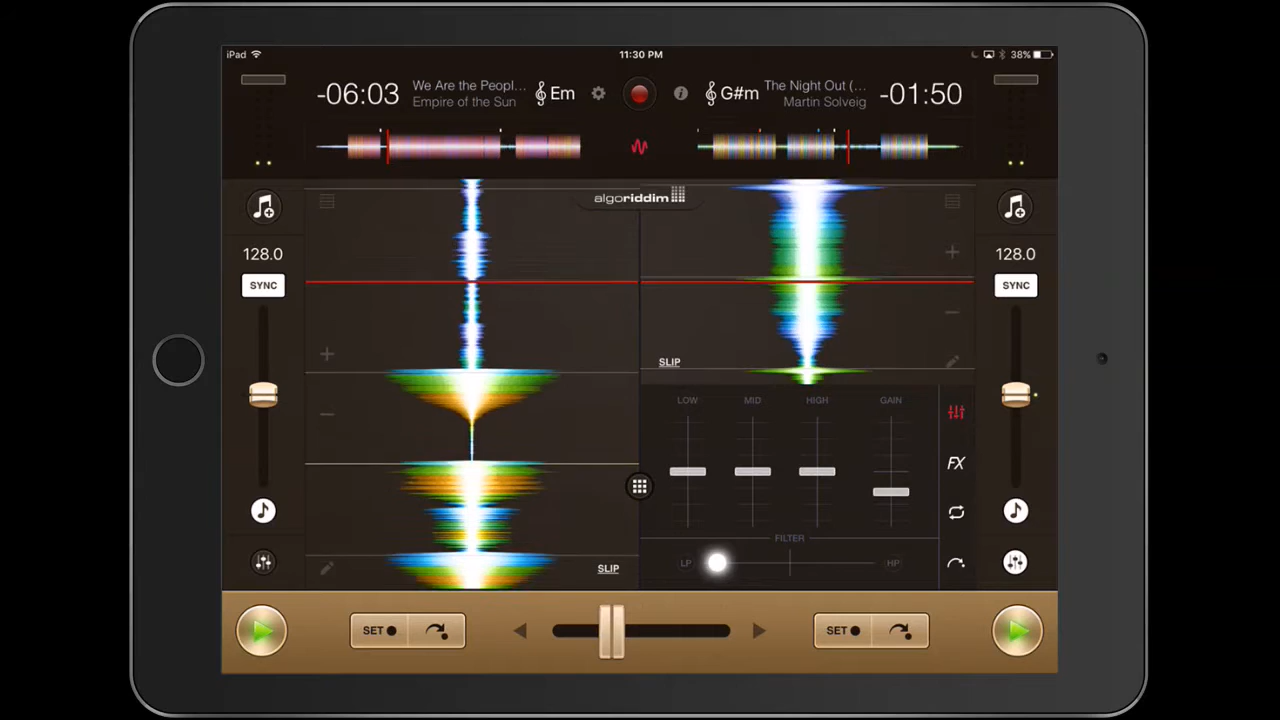 iPad
11:30 PM
38%
-06:03
We Are the Peopl...
Empire of the Sun
Em
G#m
The Night Out (...
Martin Solveig
-01:50
algoriddim
128.0
SYNC
128.0
SYNC
SLIP
LOW
MID
HIGH
GAIN
FX
FILTER
LP
HP
SLIP
SET
SET